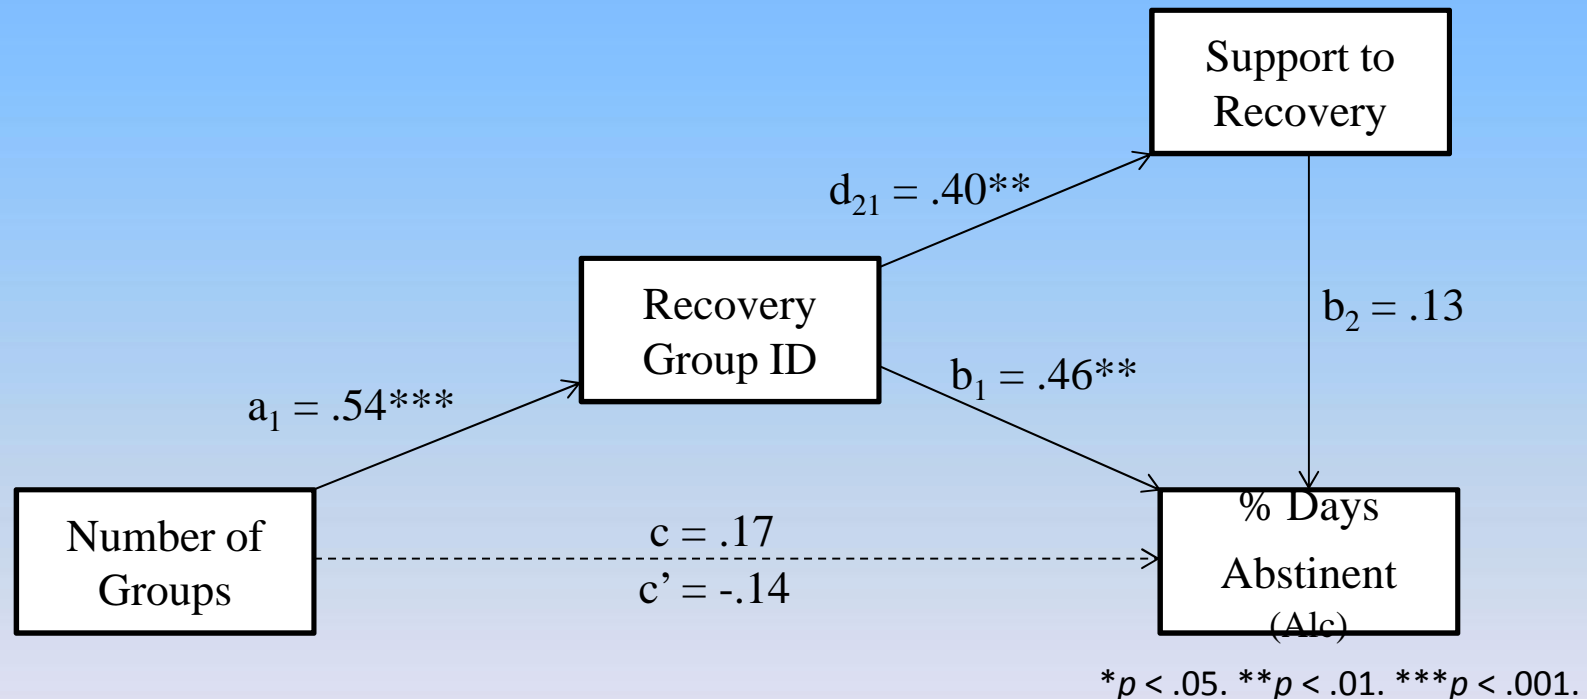 Support to
Recovery
d₂₁ = .40**
Recovery
Group ID
b₂ = .13
b₁ = .46**
a₁ = .54***
Number of
Groups
c = .17
c’ = -.14
% Days
Abstinent
(Alc)
*p < .05. **p < .01. ***p < .001.